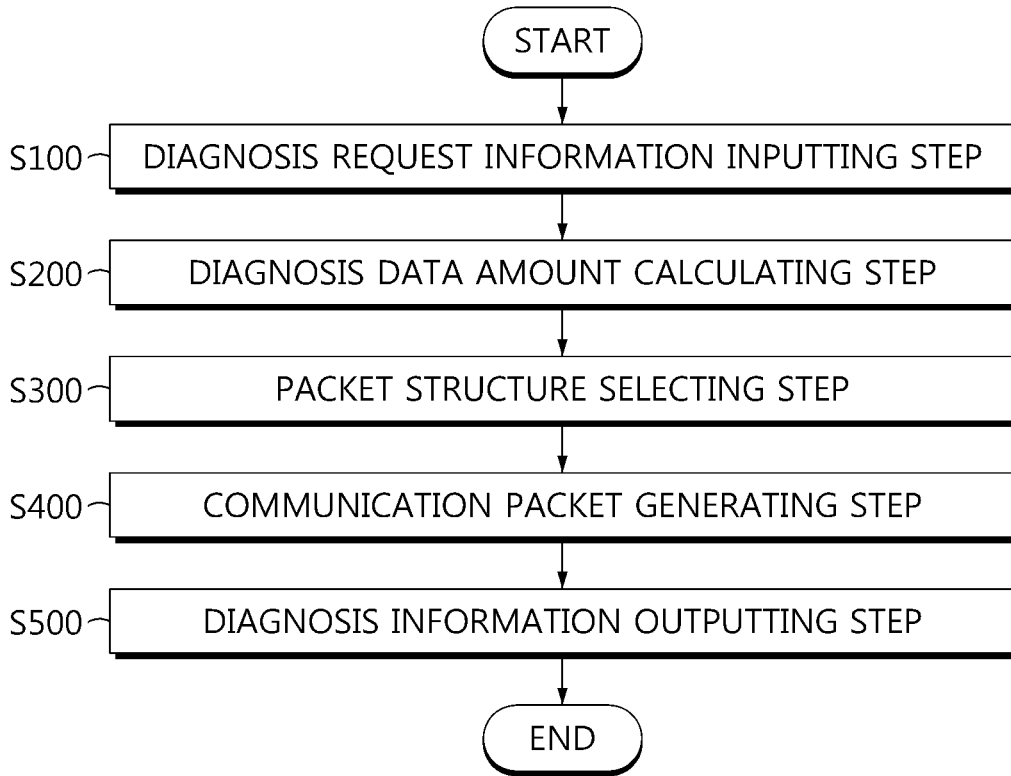 START
S100 DIAGNOSIS REQUEST INFORMATION INPUTTING STEP
S200 DIAGNOSIS DATA AMOUNT CALCULATING STEP
S300 PACKET STRUCTURE SELECTING STEP
S400 COMMUNICATION PACKET GENERATING STEP
S500 DIAGNOSIS INFORMATION OUTPUTTING STEP
END